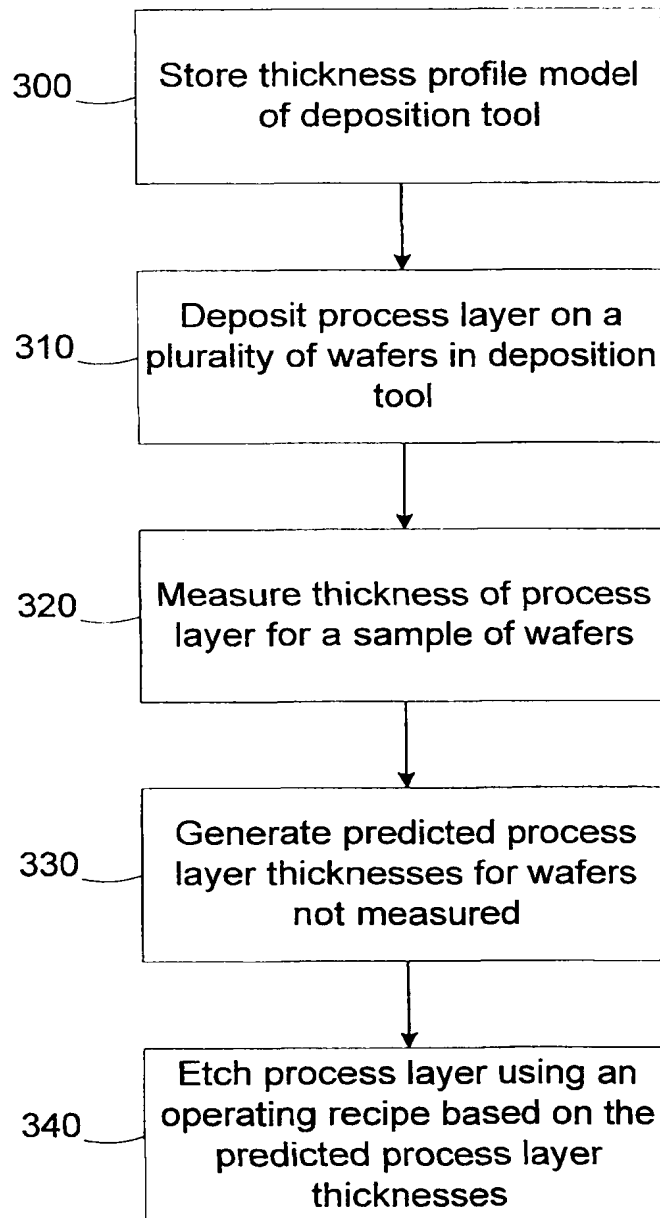 300
Store thickness profile model
of deposition tool
310
Deposit process layer on a
plurality of wafers in deposition
tool
320
Measure thickness of process
layer for a sample of wafers
330
Generate predicted process
layer thicknesses for wafers
not measured
340
Etch process layer using an
operating recipe based on the
predicted process layer
thicknesses